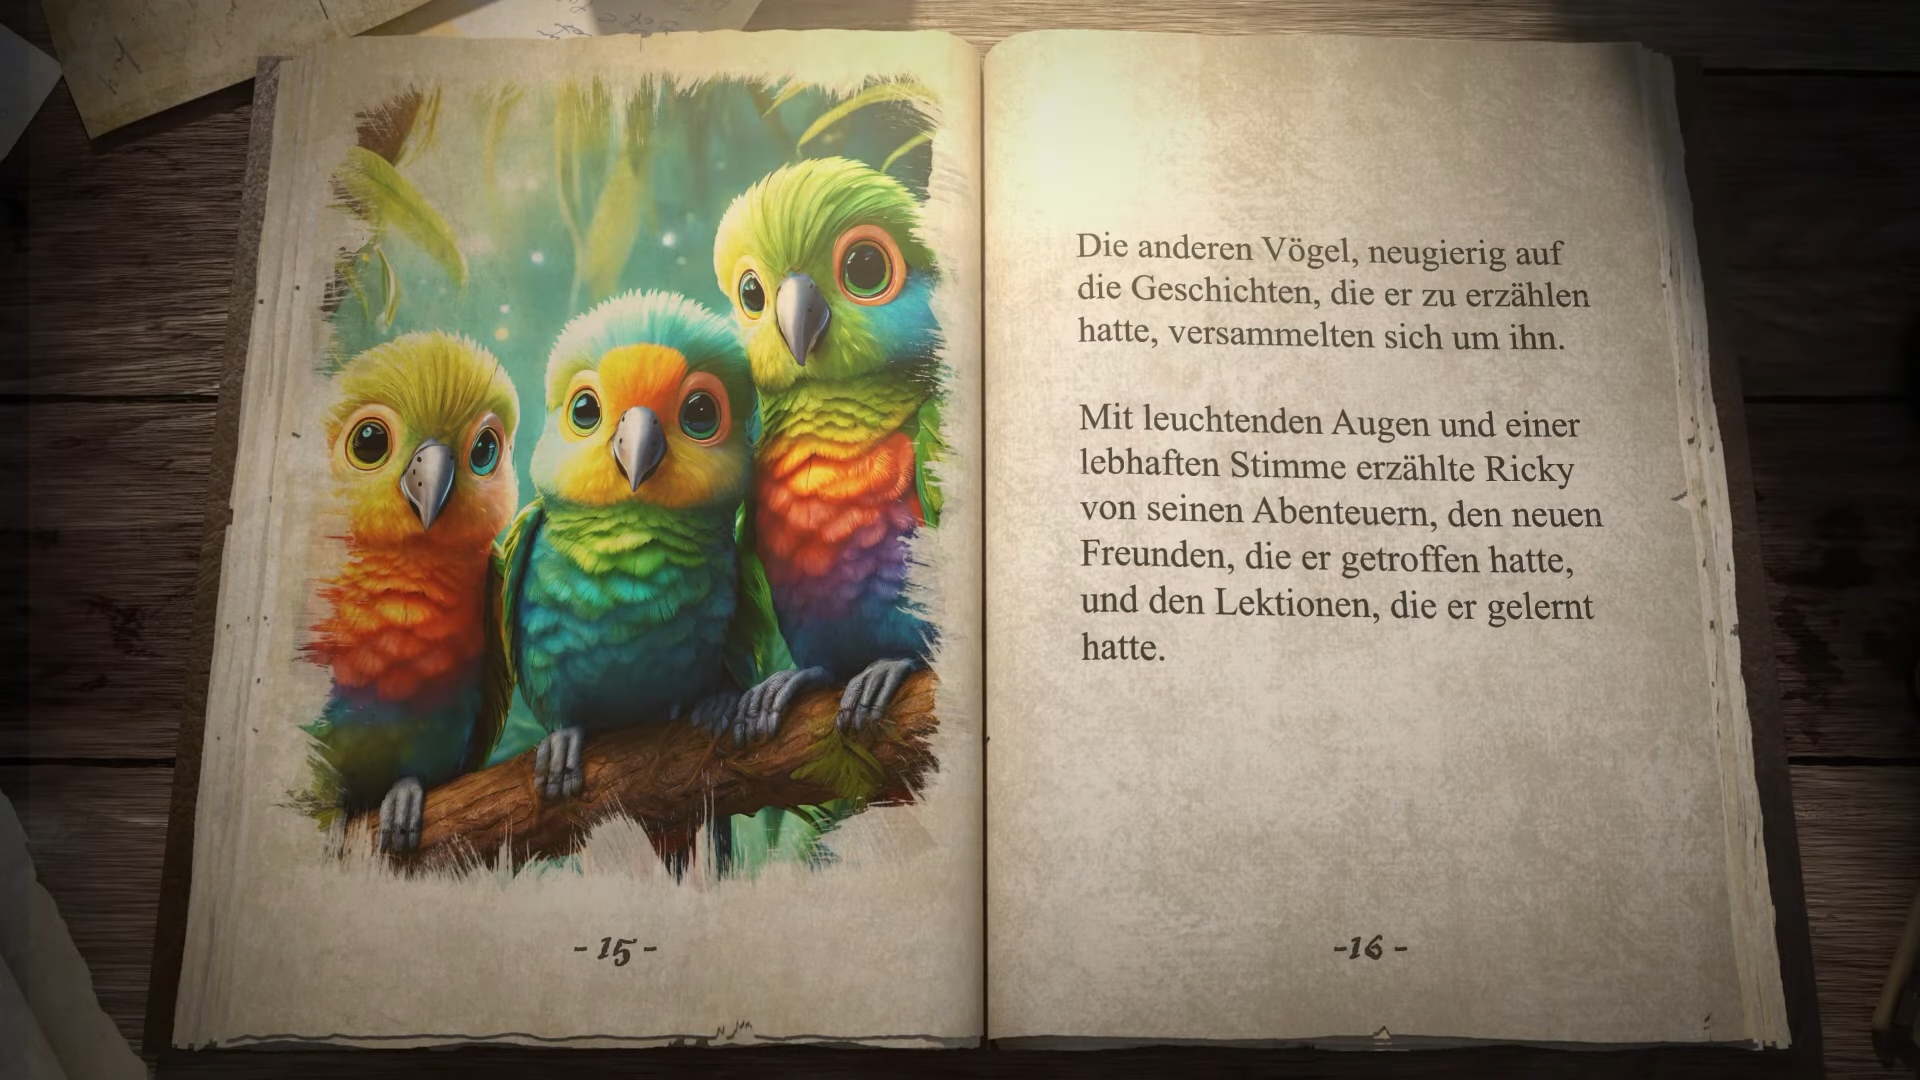 Die anderen Vögel, neugierig auf
die Geschichten, die er zu erzählen
hatte, versammelten sich um ihn.
Mit leuchtenden Augen und einer
lebhaften Stimme erzählte Ricky
von seinen Abenteuern, den neuen
Freunden, die er getroffen hatte,
und den Lektionen, die er gelernt
hatte.
- 15 -
- 16 -